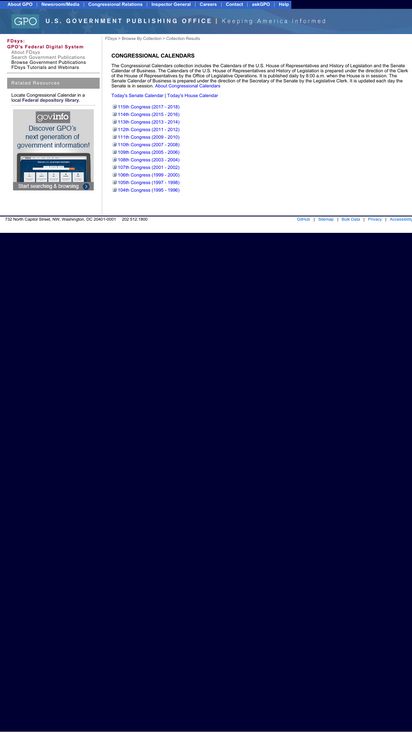 About GPO | Newsroom/Media | Congressional Relations | Inspector General | Careers | Contact | askGPO | Help
GPO U.S. GOVERNMENT PUBLISHING OFFICE | Keeping America Informed
FDsys > Browse By Collection > Collection Results
FDsys:
GPO's Federal Digital System
About FDsys
Search Government Publications
Browse Government Publications
FDsys Tutorials and Webinars
Related Resources
Locate Congressional Calendar in a
local Federal depository library.
govinfo
Discover GPO's
next generation of
government information!
Start searching & browsing
CONGRESSIONAL CALENDARS
The Congressional Calendars collection includes the Calendars of the U.S. House of Representatives and History of Legislation and the Senate
Calendar of Business. The Calendars of the U.S. House of Representatives and History of Legislation is prepared under the direction of the Clerk
of the House of Representatives by the Office of Legislative Operations. It is published daily by 8:00 a.m. when the House is in session. The
Senate Calendar of Business is prepared under the direction of the Secretary of the Senate by the Legislative Clerk. It is updated each day the
Senate is in session. About Congressional Calendars
Today's Senate Calendar | Today's House Calendar
115th Congress (2017 - 2018)
114th Congress (2015 - 2016)
113th Congress (2013 - 2014)
112th Congress (2011 - 2012)
111th Congress (2009 - 2010)
110th Congress (2007 - 2008)
109th Congress (2005 - 2006)
108th Congress (2003 - 2004)
107th Congress (2001 - 2002)
106th Congress (1999 - 2000)
105th Congress (1997 - 1998)
104th Congress (1995 - 1996)
732 North Capitol Street, NW, Washington, DC 20401-0001 202.512.1800
GitHub | Sitemap | Bulk Data | Privacy |